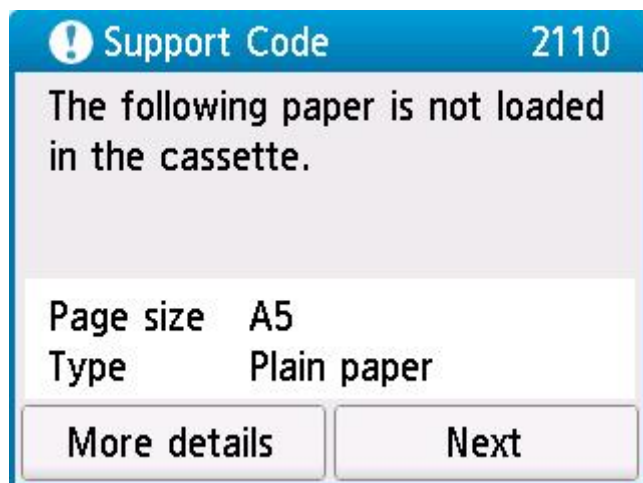 Support Code 2110
The following paper is not loaded
in the cassette.
Page size A5
Type Plain paper
More details Next